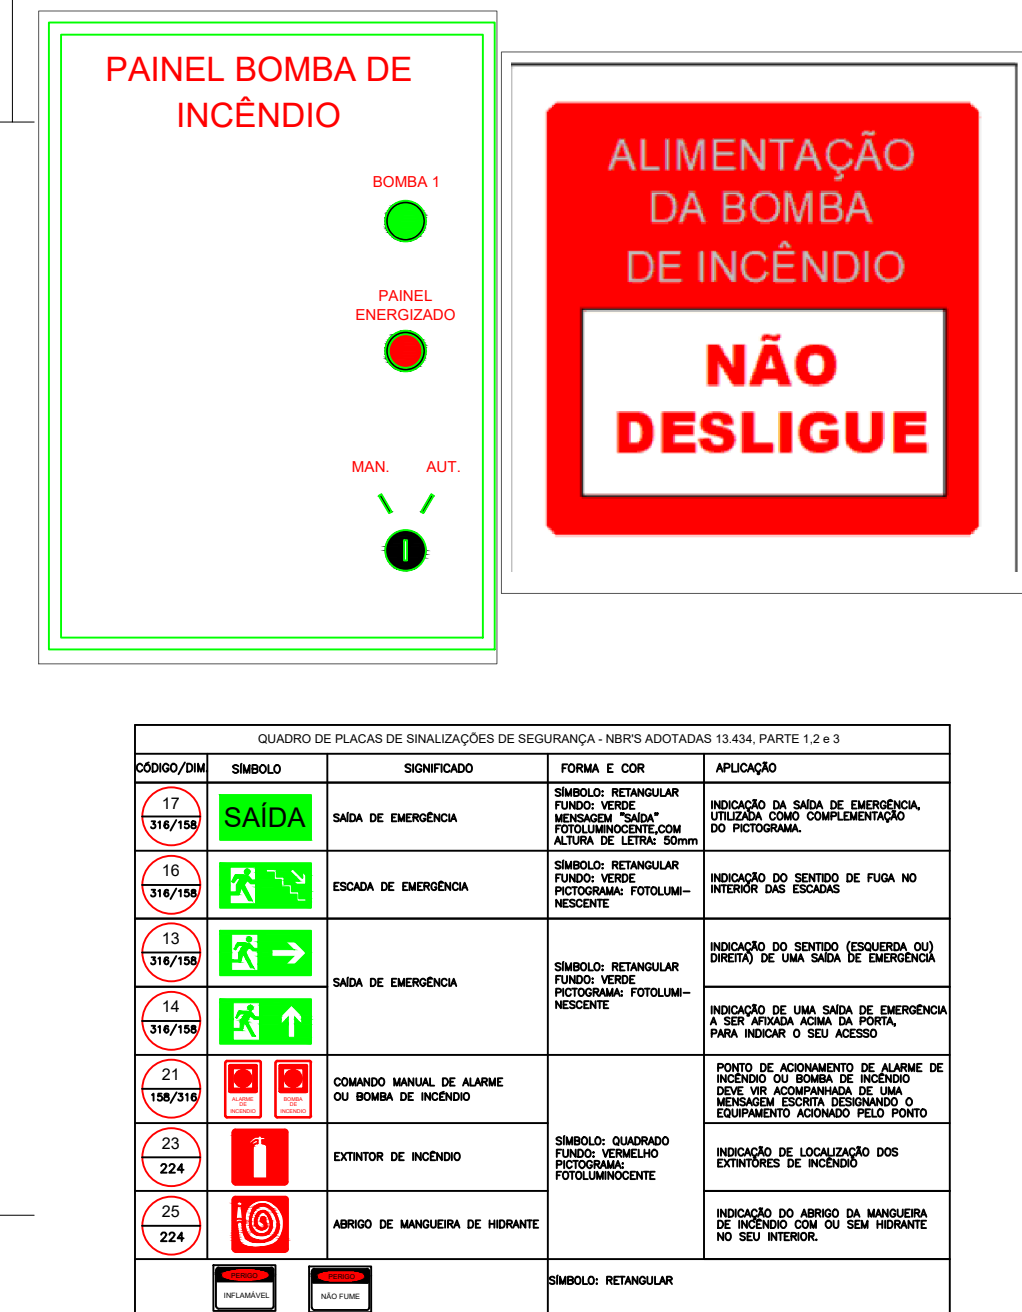 PAINEL BOMBA DE
INCÊNDIO
BOMBA 1
PAINEL
ENERGIZADO
MAN. AUT.
ALIMENTAÇÃO
DA BOMBA
DE INCÊNDIO
NÃO
DESLIGUE
QUADRO DE PLACAS DE SINALIZAÇÕES DE SEGURANÇA - NBR'S ADOTADAS 13.434, PARTE 1,2 e 3
CÓDIGO/DIM. SÍMBOLO SIGNIFICADO FORMA E COR APLICAÇÃO
17
316/158
SAÍDA
SAÍDA DE EMERGÊNCIA
SÍMBOLO: RETANGULAR
FUNDO: VERDE
MENSAGEM "SAÍDA"
FOTOLUMINOCENTE,COM
ALTURA DE LETRA: 50mm
INDICAÇÃO DA SAÍDA DE EMERGÊNCIA,
UTILIZADA COMO COMPLEMENTAÇÃO
DO PICTOGRAMA.
16
316/158
ESCADA DE EMERGÊNCIA
SÍMBOLO: RETANGULAR
FUNDO: VERDE
PICTOGRAMA: FOTOLUMI-
NESCENTE
INDICAÇÃO DO SENTIDO DE FUGA NO
INTERIOR DAS ESCADAS
13
316/158
SAÍDA DE EMERGÊNCIA
SÍMBOLO: RETANGULAR
FUNDO: VERDE
PICTOGRAMA: FOTOLUMI-
NESCENTE
INDICAÇÃO DO SENTIDO (ESQUERDA OU)
DIREITA) DE UMA SAÍDA DE EMERGÊNCIA
14
316/158
INDICAÇÃO DE UMA SAÍDA DE EMERGÊNCIA
A SER AFIXADA ACIMA DA PORTA,
PARA INDICAR O SEU ACESSO
21
158/316
ALARME
DE
INCÊNDIO
BOMBA
DE
INCÊNDIO
COMANDO MANUAL DE ALARME
OU BOMBA DE INCÊNDIO
SÍMBOLO: QUADRADO
FUNDO: VERMELHO
PICTOGRAMA:
FOTOLUMINOCENTE
PONTO DE ACIONAMENTO DE ALARME DE
INCÊNDIO OU BOMBA DE INCÊNDIO
DEVE VIR ACOMPANHADA DE UMA
MENSAGEM ESCRITA DESIGNANDO O
EQUIPAMENTO ACIONADO PELO PONTO
23
224
EXTINTOR DE INCÊNDIO
INDICAÇÃO DE LOCALIZAÇÃO DOS
EXTINTORES DE INCÊNDIO
25
224
ABRIGO DE MANGUEIRA DE HIDRANTE
INDICAÇÃO DO ABRIGO DA MANGUEIRA
DE INCÊNDIO COM OU SEM HIDRANTE
NO SEU INTERIOR.
PERIGO
INFLAMÁVEL
PERIGO
NÃO FUME
SÍMBOLO: RETANGULAR